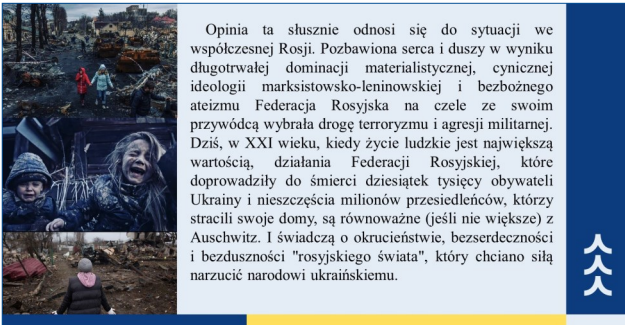 Opinia ta słusznie odnosi się do sytuacji we
współczesnej Rosji. Pozbawiona serca i duszy w wyniku
długotrwałej dominacji materialistycznej, cynicznej
ideologii marksistowsko-leninowskiej i bezbożnego
ateizmu Federacja Rosyjska na czele ze swoim
przywódcą wybrała drogę terroryzmu i agresji militarnej.
Dziś, w XXI wieku, kiedy życie ludzkie jest największą
wartością, działania Federacji Rosyjskiej, które
doprowadziły do śmierci dziesiątek tysięcy obywateli
Ukrainy i nieszczęścia milionów przesiedleńców, którzy
stracili swoje domy, są równoważne (jeśli nie większe) z
Auschwitz. I świadczą o okrucieństwie, bezserdeczności
i bezduszności "rosyjskiego świata", który chciano siłą
narzucić narodowi ukraińskiemu.